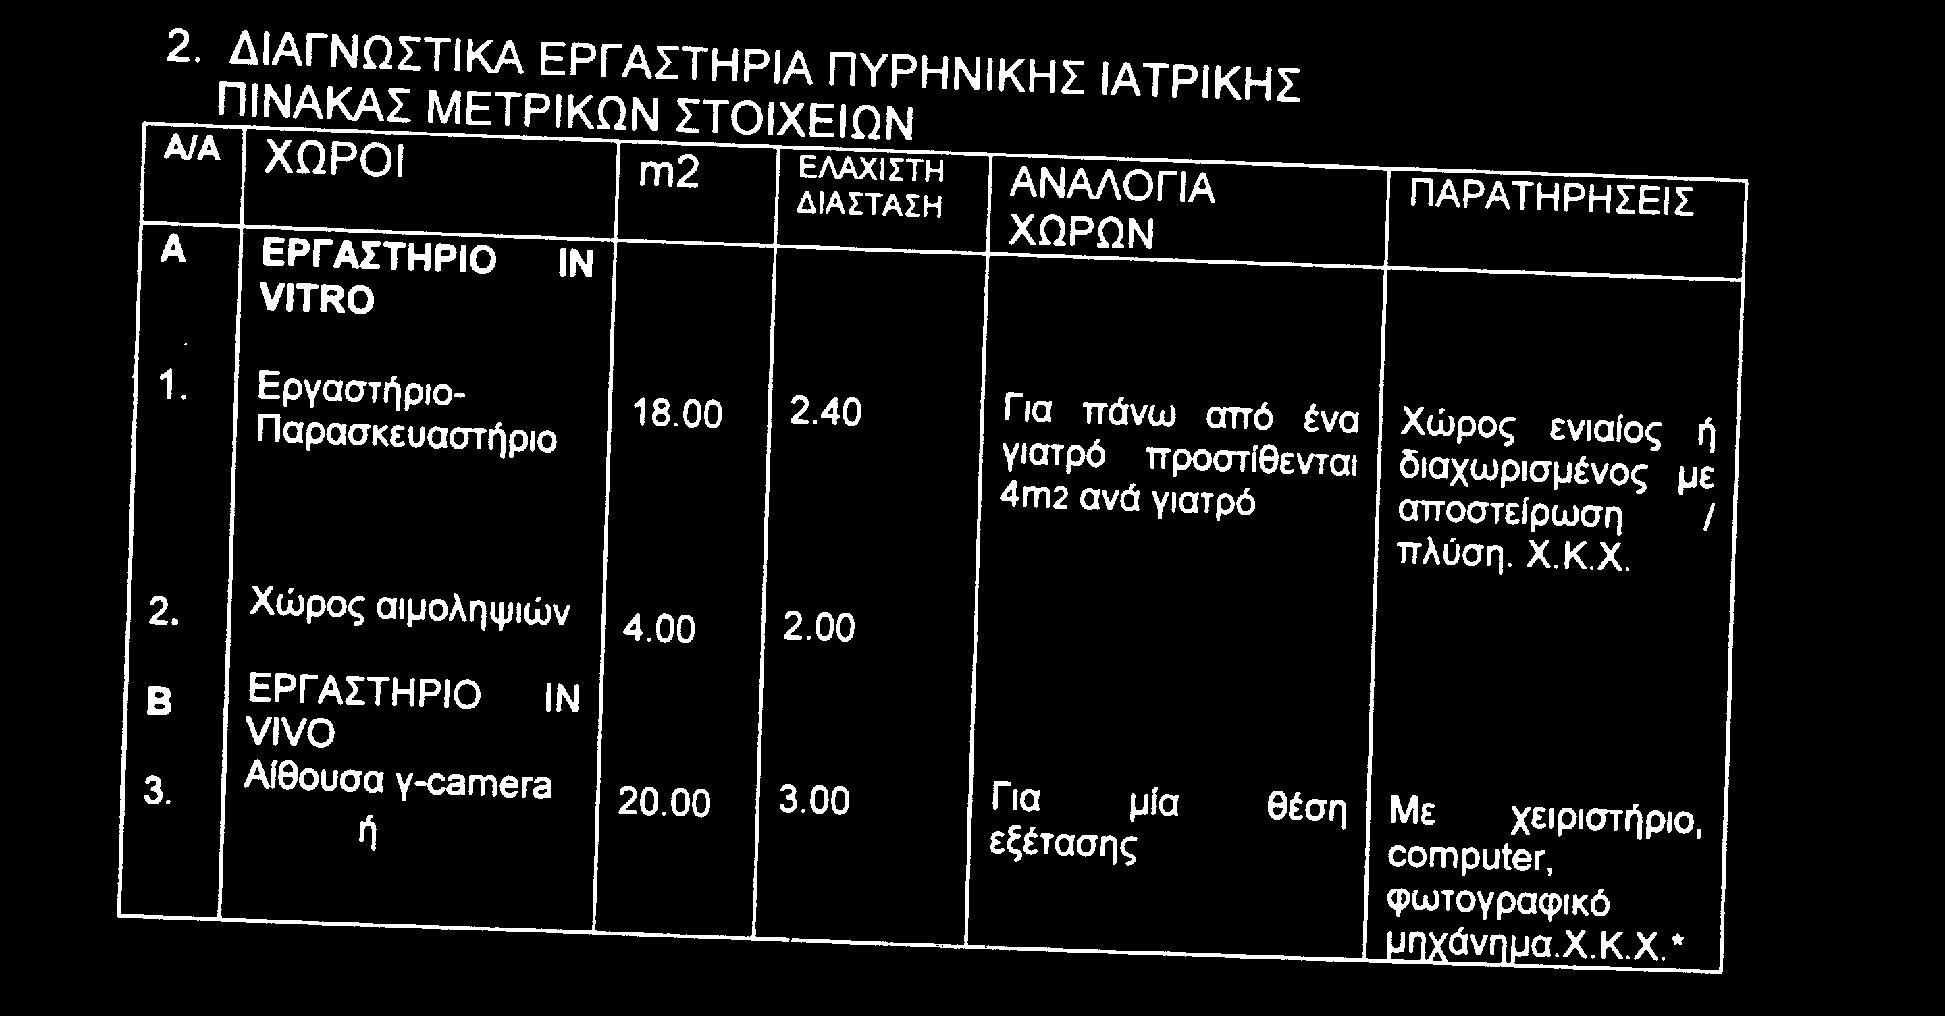 2. ΔΙΑΓΝΩΣΤΙΚΑ ΕΡΓΑΣΤΗΡΙΑ ΠΥΡΗΝΙΚΗΣ ΙΑΤΡΙΚΗΣ
ΠΙΝΑΚΑΣ ΜΕΤΡΙΚΩΝ ΣΤΟΙΧΕΙΩΝ
Α/Α ΧΩΡΟΙ m2 ΕΛΑΧΙΣΤΗ ΑΝΑΛΟΓΙΑ ΠΑΡΑΤΗΡΗΣΕΙΣ
ΔΙΑΣΤΑΣΗ ΧΩΡΩΝ
Α ΕΡΓΑΣΤΗΡΙΟ IN
VITRO
1. Εργαστήριο- 18.00 2.40 Για πάνω από ένα Χώρος ενιαίος ή
Παρασκευαστήριο γιατρό προστίθενται διαχωρισμένος με
4m2 ανά γιατρό αποστείρωση /
πλύση. Χ.Κ.Χ.
2. Χώρος αιμοληψιών 4.00 2.00
Β ΕΡΓΑΣΤΗΡΙΟ IN
VIVO
3. Αίθουσα γ-camera 20.00 3.00 Για μία θέση Με χειριστήριο,
ή εξέτασης computer,
φωτογραφικό
μηχάνημα.Χ.Κ.Χ.*